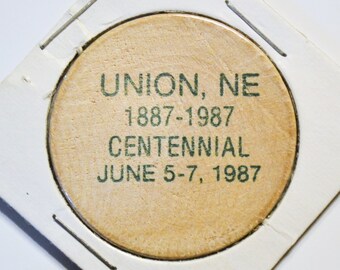 UNION, NE
1887-1987
CENTENNIAL
JUNE 5-7, 1987